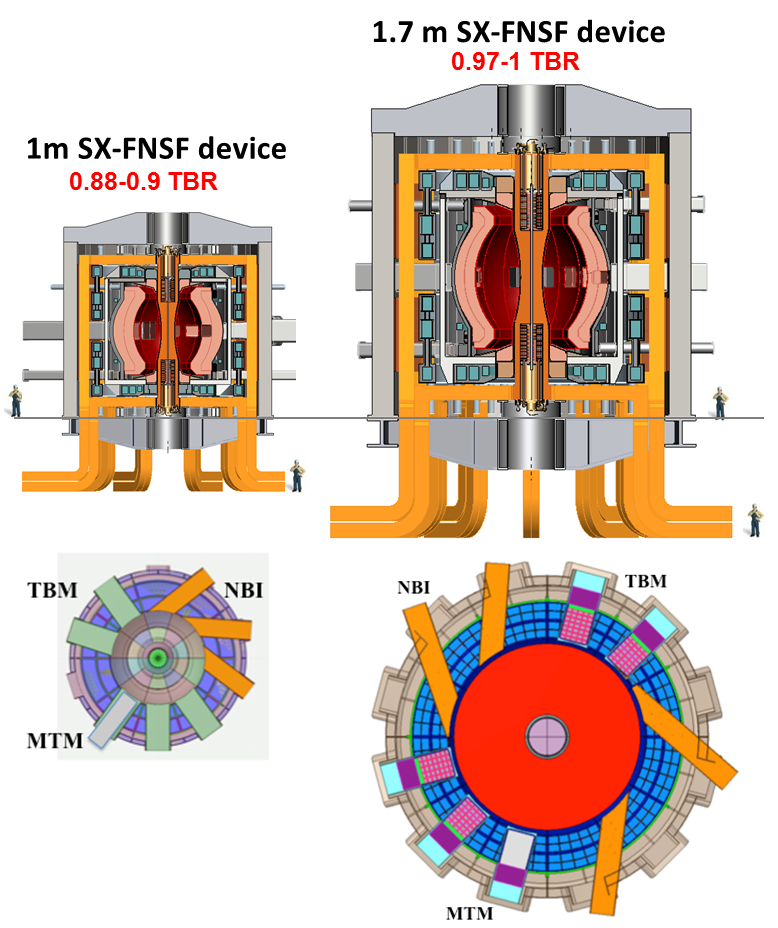 1.7 m SX-FNSF device
0.97-1 TBR
1m SX-FNSF device
0.88-0.9 TBR
TBM
NBI
MTM
NBI
TBM
MTM